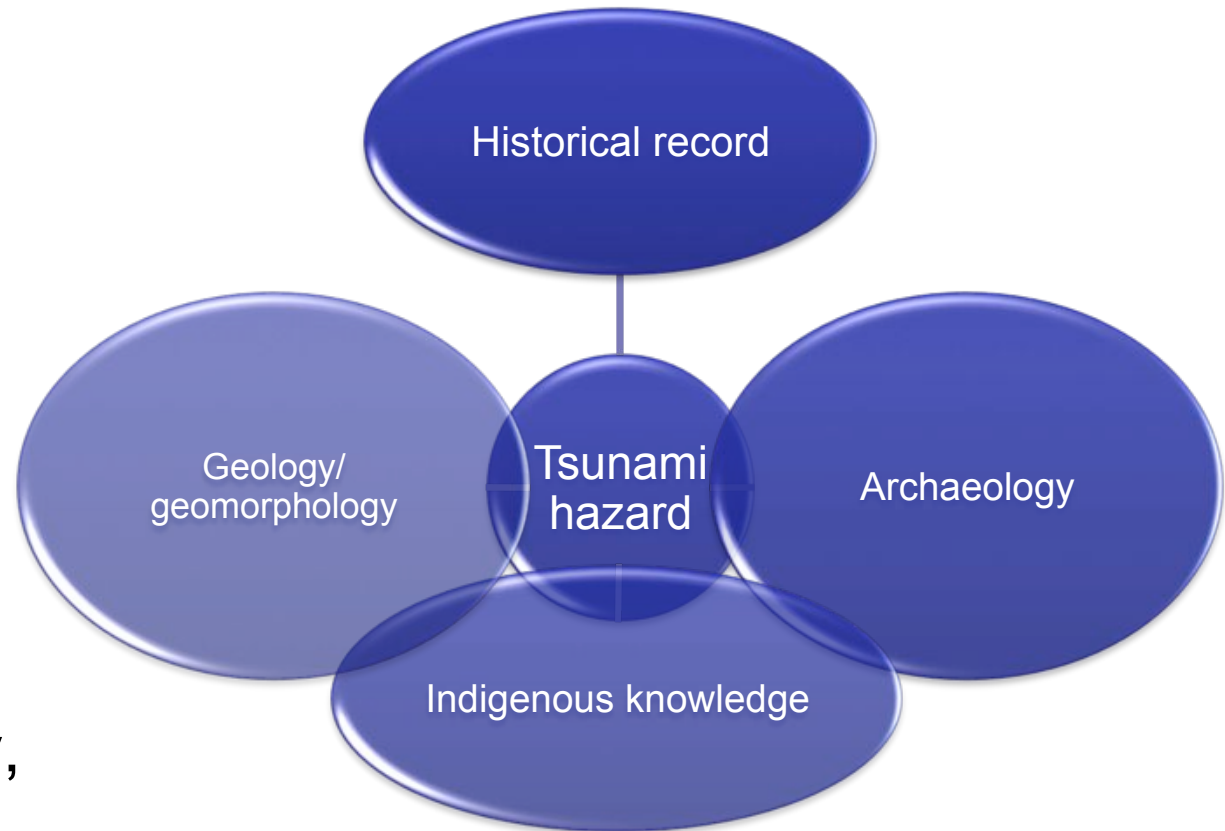 Historical record
Geology/
geomorphology
Tsunami
hazard
Archaeology
Indigenous knowledge
,